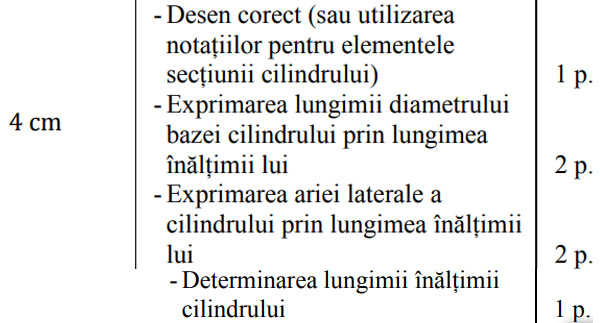 - Desen corect (sau utilizarea
notațiilor pentru elementele
secțiunii cilindrului) 1 p.
- Exprimarea lungimii diametrului
4 cm
bazei cilindrului prin lungimea
înălțimii lui 2 p.
- Exprimarea ariei laterale a
cilindrului prin lungimea înălțimii
lui 2 p.
- Determinarea lungimii înălțimii
cilindrului 1 p.